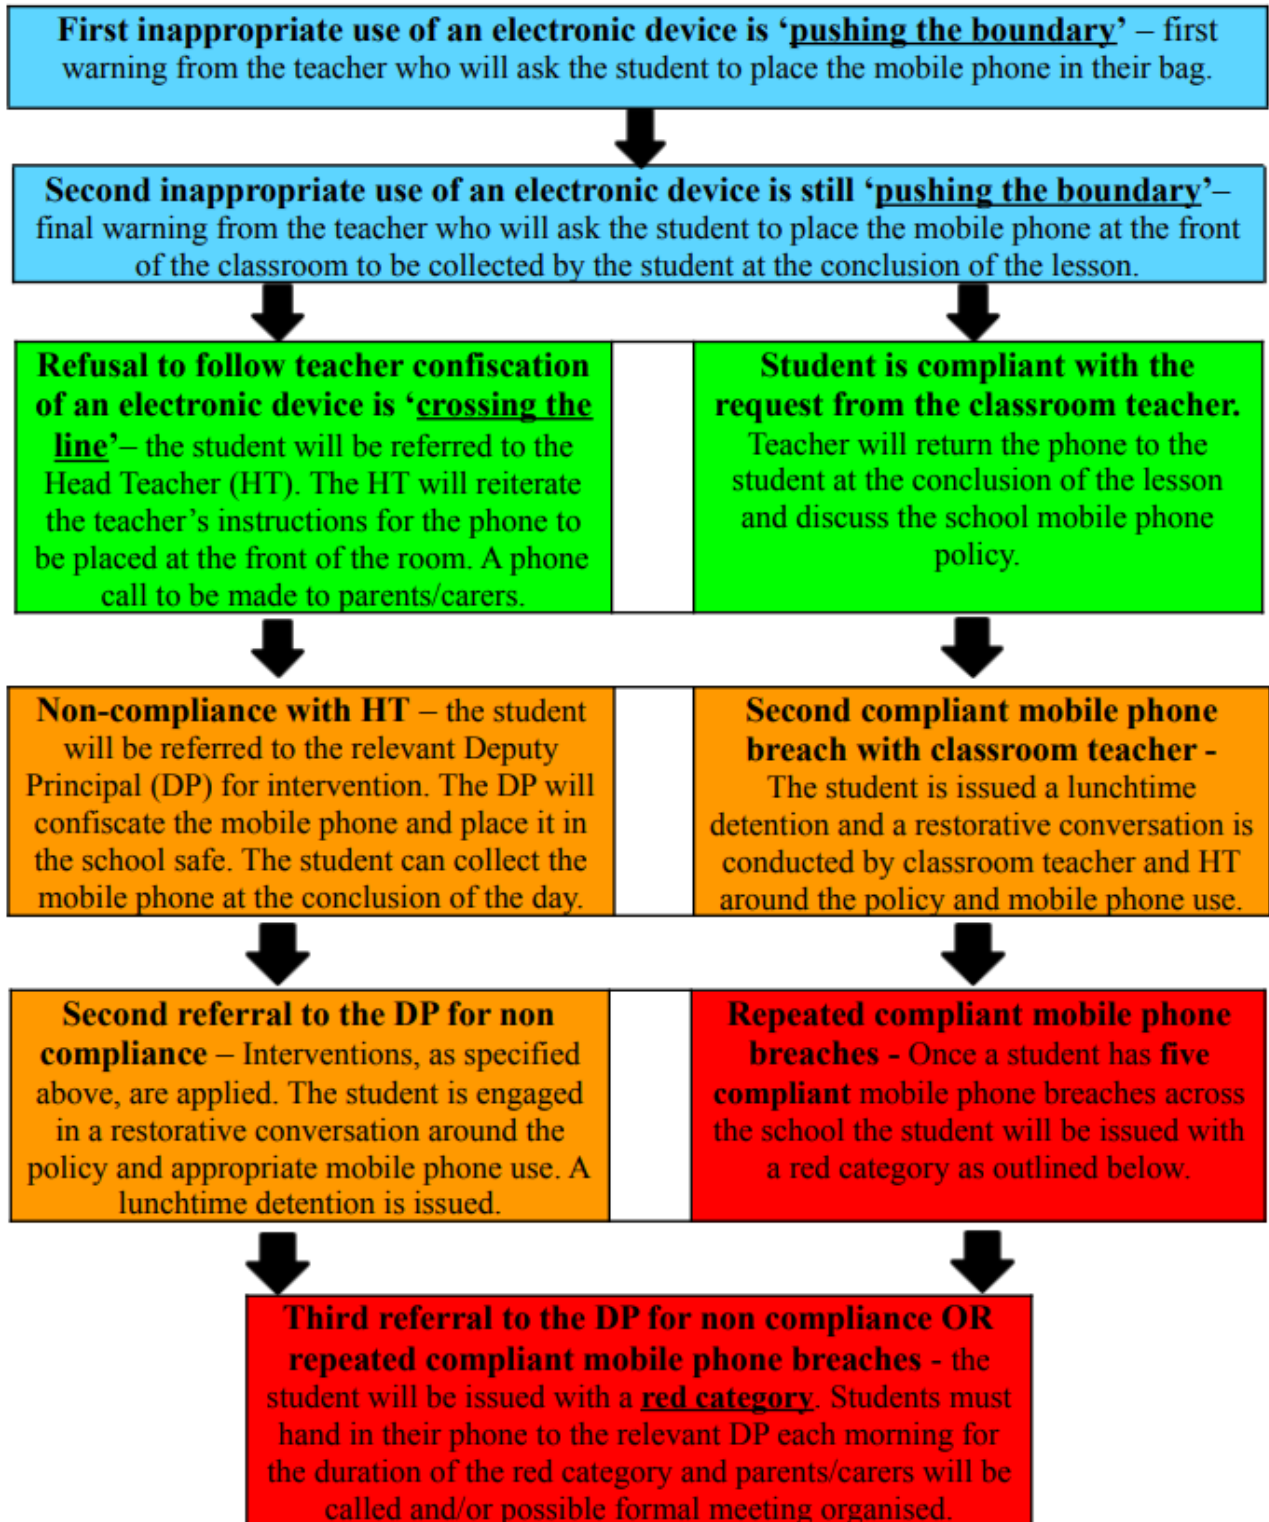 First inappropriate use of an electronic device is ‘pushing the boundary’ – first
warning from the teacher who will ask the student to place the mobile phone in their bag.
Second inappropriate use of an electronic device is still ‘pushing the boundary’–
final warning from the teacher who will ask the student to place the mobile phone at the front
of the classroom to be collected by the student at the conclusion of the lesson.
Refusal to follow teacher confiscation
of an electronic device is ‘crossing the
line’– the student will be referred to the
Head Teacher (HT). The HT will reiterate
the teacher’s instructions for the phone to
be placed at the front of the room. A phone
call to be made to parents/carers.
Student is compliant with the
request from the classroom teacher.
Teacher will return the phone to the
student at the conclusion of the lesson
and discuss the school mobile phone
policy.
Non-compliance with HT – the student
will be referred to the relevant Deputy
Principal (DP) for intervention. The DP will
confiscate the mobile phone and place it in
the school safe. The student can collect the
mobile phone at the conclusion of the day.
Second compliant mobile phone
breach with classroom teacher -
The student is issued a lunchtime
detention and a restorative conversation is
conducted by classroom teacher and HT
around the policy and mobile phone use.
Second referral to the DP for non
compliance – Interventions, as specified
above, are applied. The student is engaged
in a restorative conversation around the
policy and appropriate mobile phone use. A
lunchtime detention is issued.
Repeated compliant mobile phone
breaches - Once a student has five
compliant mobile phone breaches across
the school the student will be issued with
a red category as outlined below.
Third referral to the DP for non compliance OR
repeated compliant mobile phone breaches - the
student will be issued with a red category. Students must
hand in their phone to the relevant DP each morning for
the duration of the red category and parents/carers will be
called and/or possible formal meeting organised.